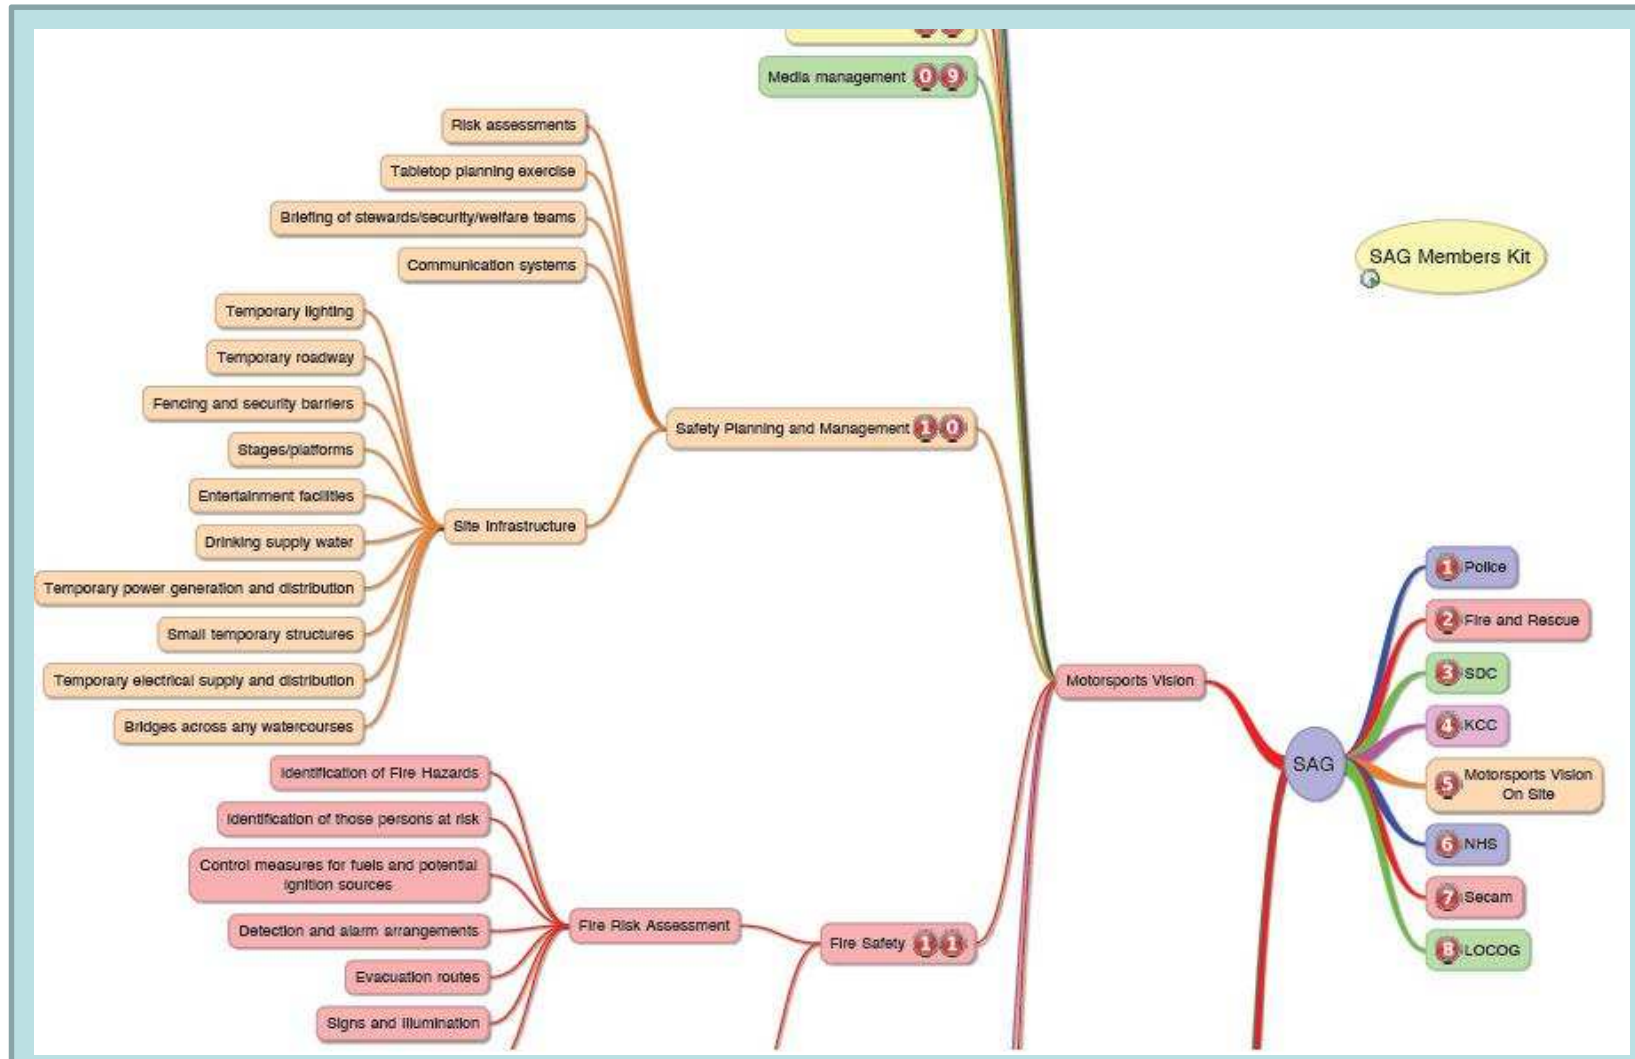 Media management 0 9
Risk assessments
Tabletop planning exercise
Briefing of stewards/security/welfare teams
Communication systems
SAG Members Kit
Temporary lighting
Temporary roadway
Fencing and security barriers
Stages/platforms
Entertainment facilities
Drinking supply water
Temporary power generation and distribution
Small temporary structures
Temporary electrical supply and distribution
Bridges across any watercourses
Site Infrastructure
Safety Planning and Management 1 0
Identification of Fire Hazards
Identification of those persons at risk
Control measures for fuels and potential
ignition sources
Detection and alarm arrangements
Evacuation routes
Signs and illumination
Fire Risk Assessment
Fire Safety 1 1
Motorsports Vision
SAG
1 Police
2 Fire and Rescue
3 SDC
4 KCC
5 Motorsports Vision
On Site
6 NHS
7 Secam
8 LOCOG